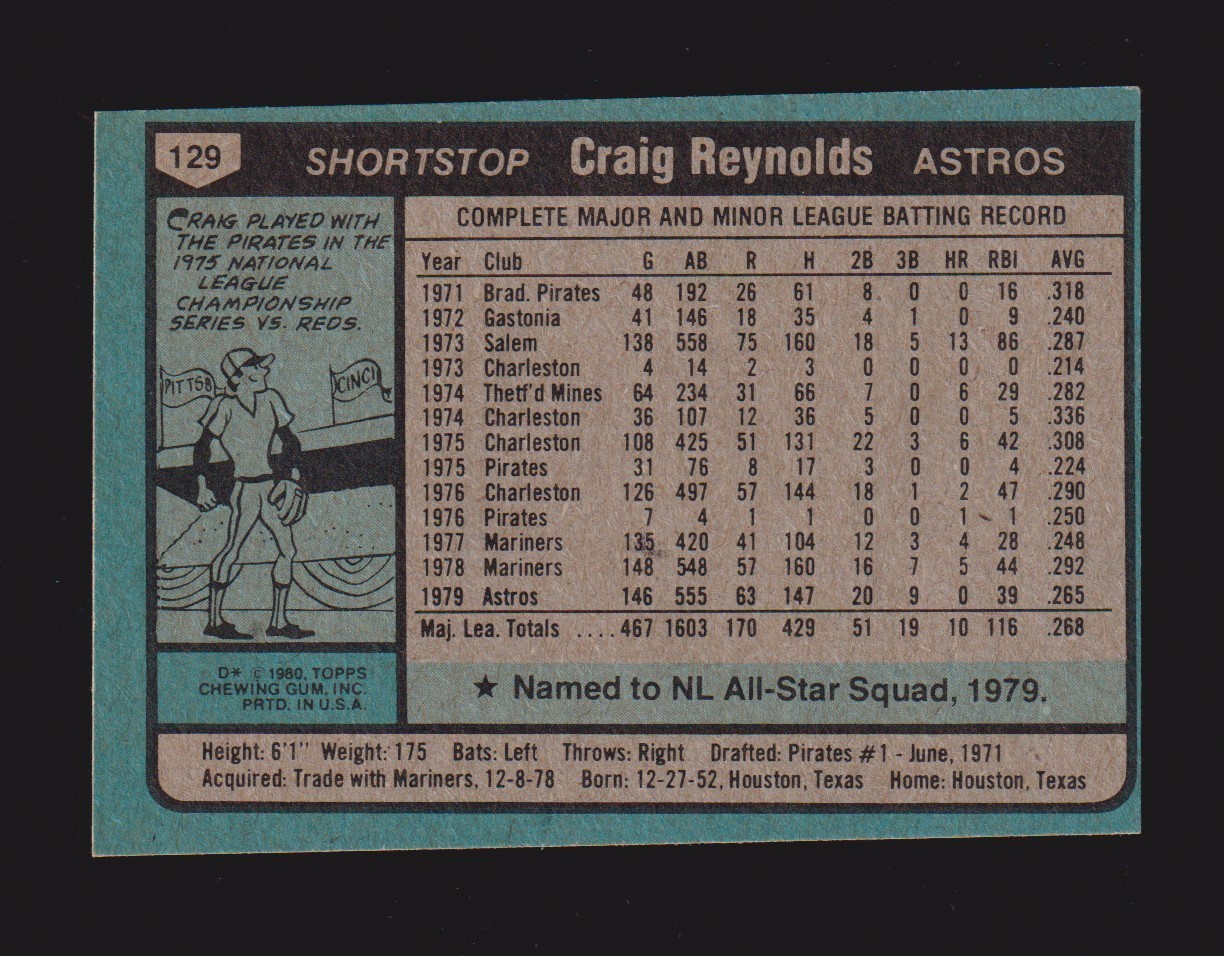 129 SHORTSTOP Craig Reynolds ASTROS
CRAIG PLAYED WITH
THE PIRATES IN THE
1975 NATIONAL
LEAGUE
CHAMPIONSHIP
SERIES VS. REDS.
PITTSB CINCI
D* © 1980, TOPPS
CHEWING GUM, INC.
PRTD. IN U.S.A.
COMPLETE MAJOR AND MINOR LEAGUE BATTING RECORD
Year Club G AB R H 2B 3B HR RBI AVG
1971 Brad. Pirates 48 192 26 61 8 0 0 16 .318
1972 Gastonia 41 146 18 35 4 1 0 9 .240
1973 Salem 138 558 75 160 18 5 13 86 .287
1973 Charleston 4 14 2 3 0 0 0 0 .214
1974 Thetf'd Mines 64 234 31 66 7 0 6 29 .282
1974 Charleston 36 107 12 36 5 0 0 5 .336
1975 Charleston 108 425 51 131 22 3 6 42 .308
1975 Pirates 31 76 8 17 3 0 0 4 .224
1976 Charleston 126 497 57 144 18 1 2 47 .290
1976 Pirates 7 4 1 1 0 0 1 1 .250
1977 Mariners 135 420 41 104 12 3 4 28 .248
1978 Mariners 148 548 57 160 16 7 5 44 .292
1979 Astros 146 555 63 147 20 9 0 39 .265
Maj. Lea. Totals .... 467 1603 170 429 51 19 10 116 .268
★ Named to NL All-Star Squad, 1979.
Height: 6'1" Weight: 175 Bats: Left Throws: Right Drafted: Pirates #1 - June, 1971
Acquired: Trade with Mariners, 12-8-78 Born: 12-27-52, Houston, Texas Home: Houston, Texas